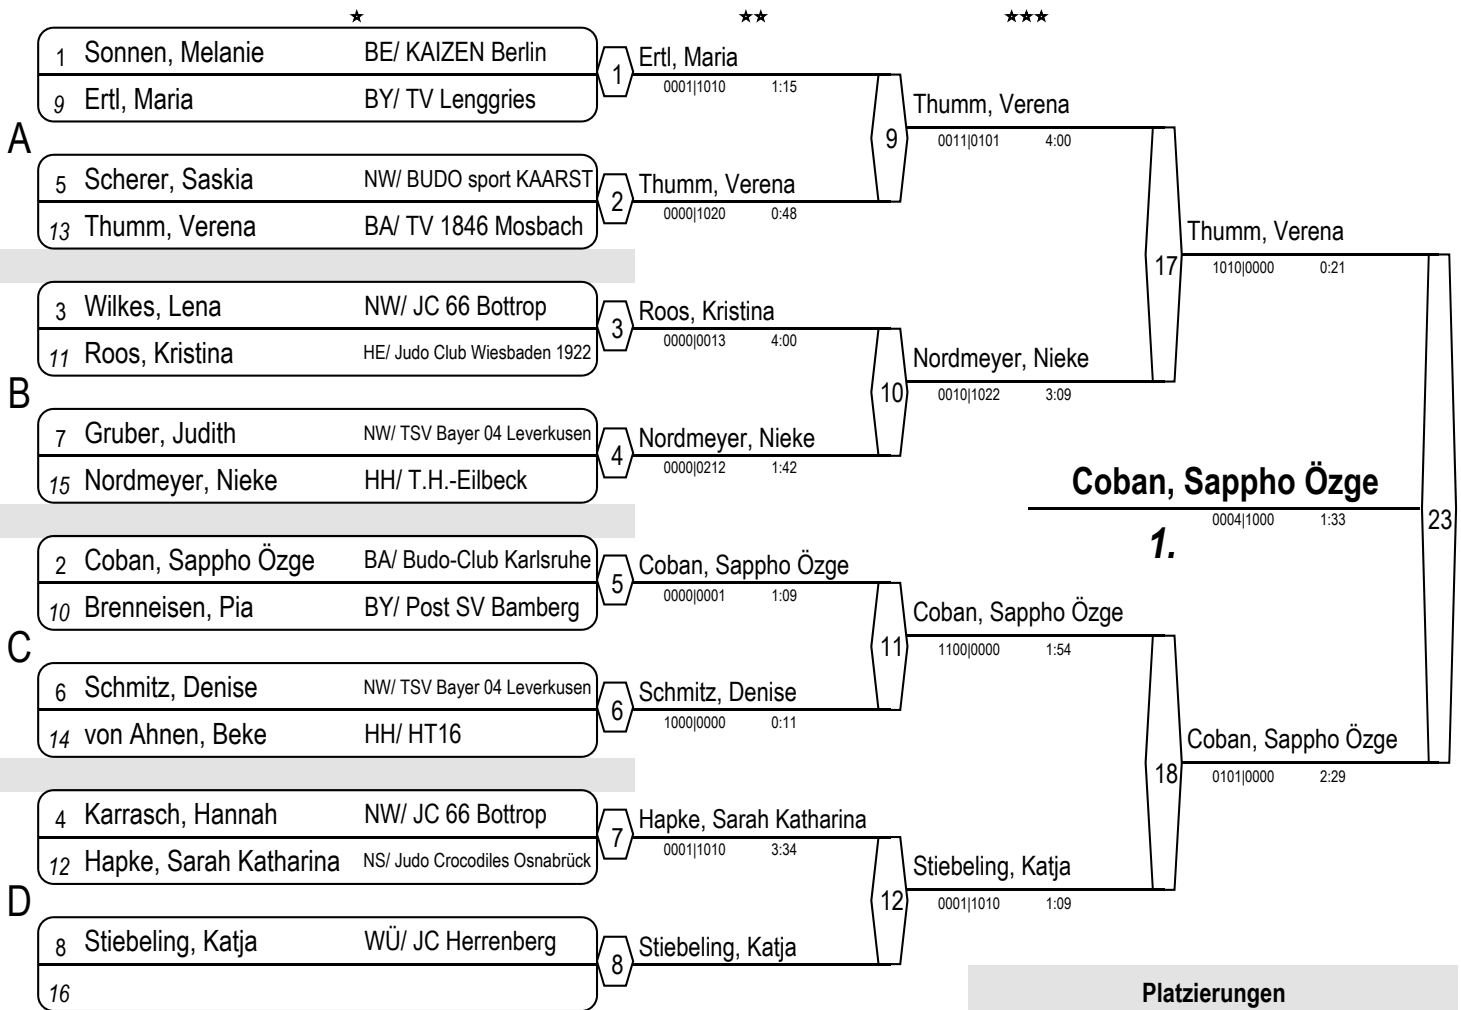 1 Sonnen, Melanie BE/ KAIZEN Berlin
9 Ertl, Maria BY/ TV Lenggries
A
5 Scherer, Saskia NW/ BUDO sport KAARST
13 Thumm, Verena BA/ TV 1846 Mosbach
3 Wilkes, Lena NW/ JC 66 Bottrop
11 Roos, Kristina HE/ Judo Club Wiesbaden 1922
B
7 Gruber, Judith NW/ TSV Bayer 04 Leverkusen
15 Nordmeyer, Nieke HH/ T.H.-Eilbeck
2 Coban, Sappho Özge BA/ Budo-Club Karlsruhe
10 Brenneisen, Pia BY/ Post SV Bamberg
C
6 Schmitz, Denise NW/ TSV Bayer 04 Leverkusen
14 von Ahnen, Beke HH/ HT16
4 Karrasch, Hannah NW/ JC 66 Bottrop
12 Hapke, Sarah Katharina NS/ Judo Crocodiles Osnabrück
D
8 Stiebeling, Katja WÜ/ JC Herrenberg
16
1 Ertl, Maria
0001|1010 1:15
2 Thumm, Verena
0000|1020 0:48
3 Roos, Kristina
0000|0013 4:00
4 Nordmeyer, Nieke
0000|0212 1:42
5 Coban, Sappho Özge
0000|0001 1:09
6 Schmitz, Denise
1000|0000 0:11
7 Hapke, Sarah Katharina
0001|1010 3:34
8 Stiebeling, Katja
9 Thumm, Verena
0011|0101 4:00
10 Nordmeyer, Nieke
0010|1022 3:09
11 Coban, Sappho Özge
1100|0000 1:54
12 Stiebeling, Katja
0001|1010 1:09
17 Thumm, Verena
1010|0000 0:21
18 Coban, Sappho Özge
0101|0000 2:29
23
Coban, Sappho Özge
0004|1000 1:33
1.
Platzierungen